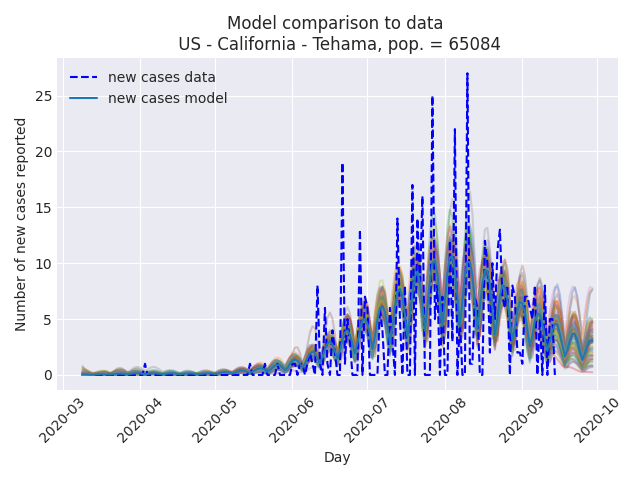 Model comparison to data
US - California - Tehama, pop. = 65084
new cases data
new cases model
Number of new cases reported
25
20
15
10
5
0
2020-03
2020-04
2020-05
2020-06
2020-07
2020-08
2020-09
2020-10
Day